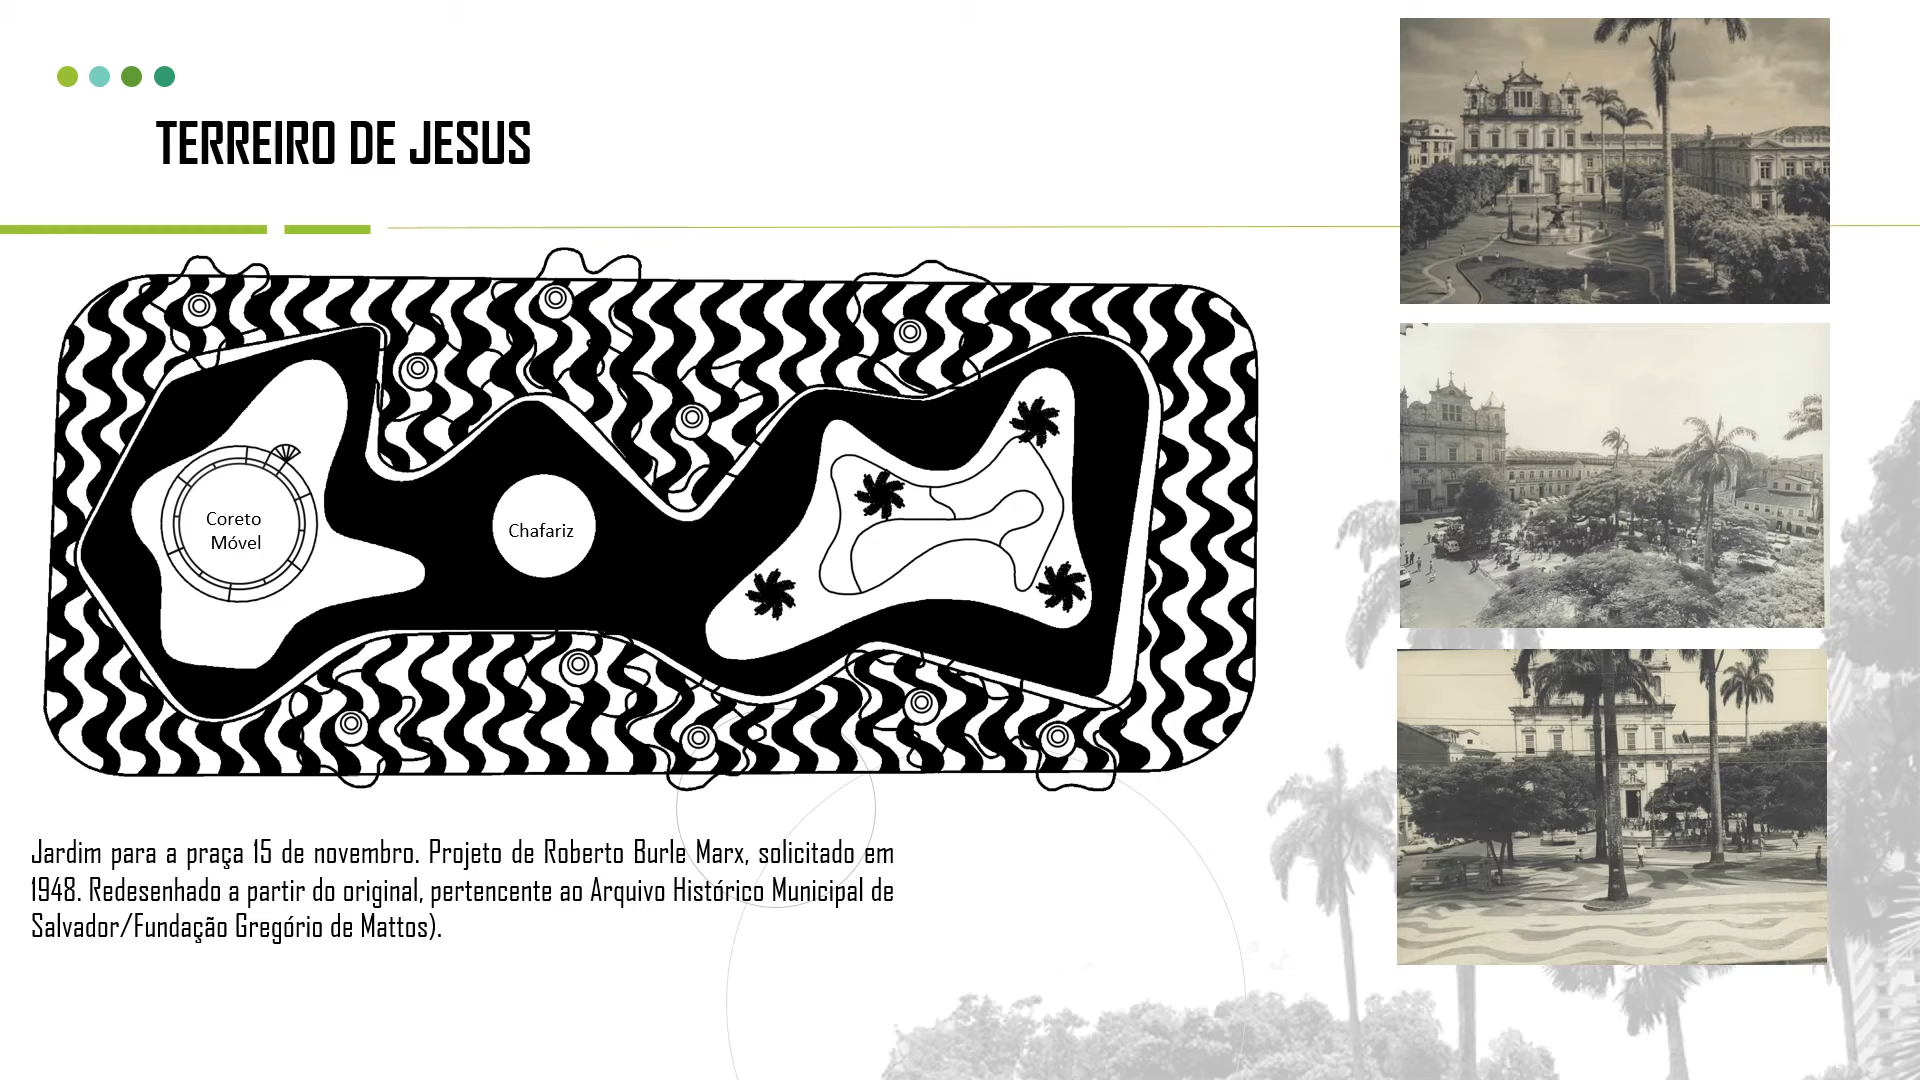 TERREIRO DE JESUS
Coreto
Móvel
Chafariz
Jardim para a praça 15 de novembro. Projeto de Roberto Burle Marx, solicitado em
1948. Redesenhado a partir do original, pertencente ao Arquivo Histórico Municipal de
Salvador/Fundação Gregório de Mattos).